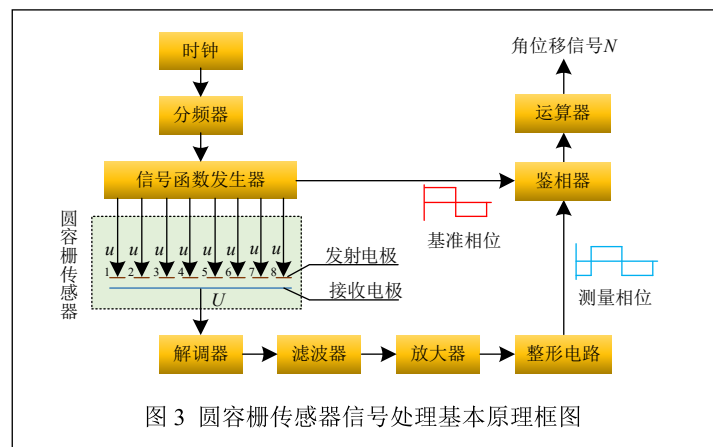 时钟
角位移信号N
分频器
运算器
信号函数发生器
鉴相器
基准相位
圆容栅传感器
u u u u u u u u
1 2 3 4 5 6 7 8
发射电极
接收电极
U
测量相位
解调器
滤波器
放大器
整形电路
图 3 圆容栅传感器信号处理基本原理框图